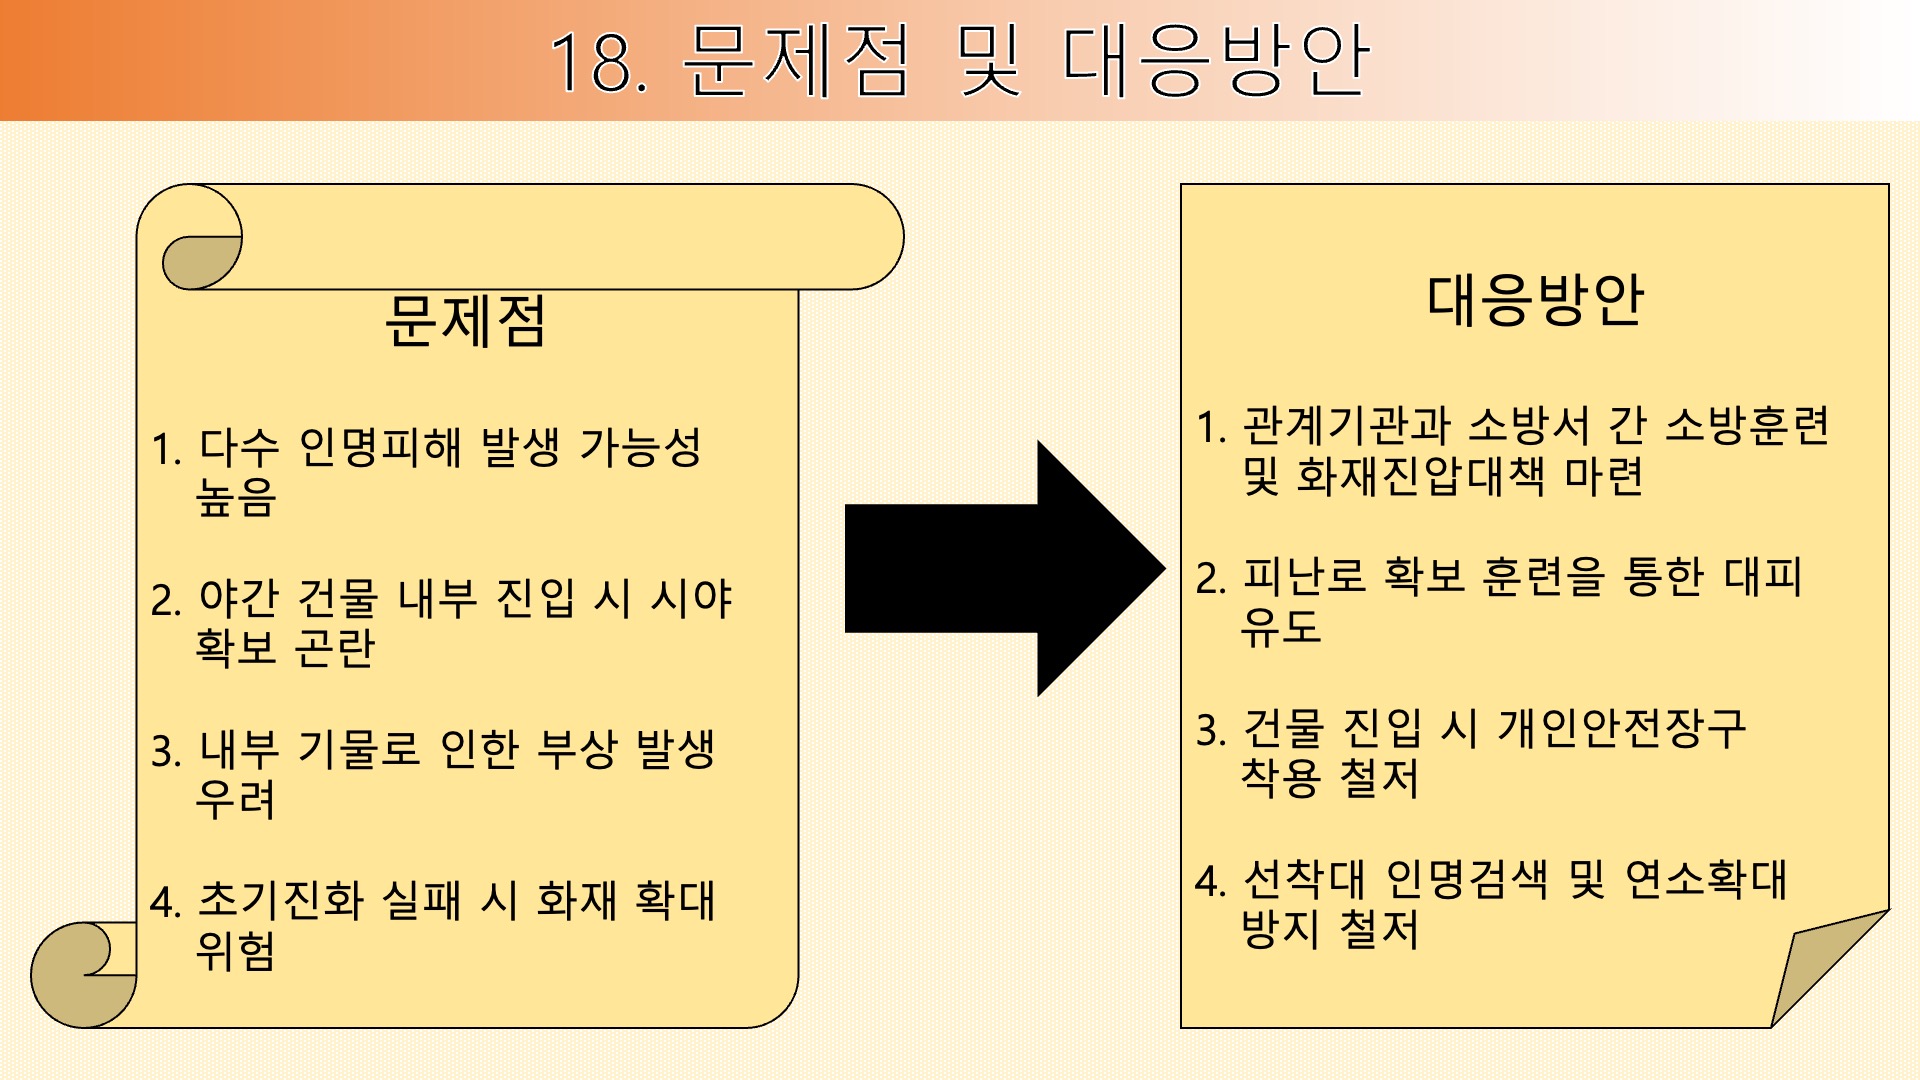 18. 문제점 및 대응방안
문제점
1. 다수 인명피해 발생 가능성
높음
2. 야간 건물 내부 진입 시 시야
확보 곤란
3. 내부 기물로 인한 부상 발생
우려
4. 초기진화 실패 시 화재 확대
위험
대응방안
1. 관계기관과 소방서 간 소방훈련
및 화재진압대책 마련
2. 피난로 확보 훈련을 통한 대피
유도
3. 건물 진입 시 개인안전장구
착용 철저
4. 선착대 인명검색 및 연소확대
방지 철저